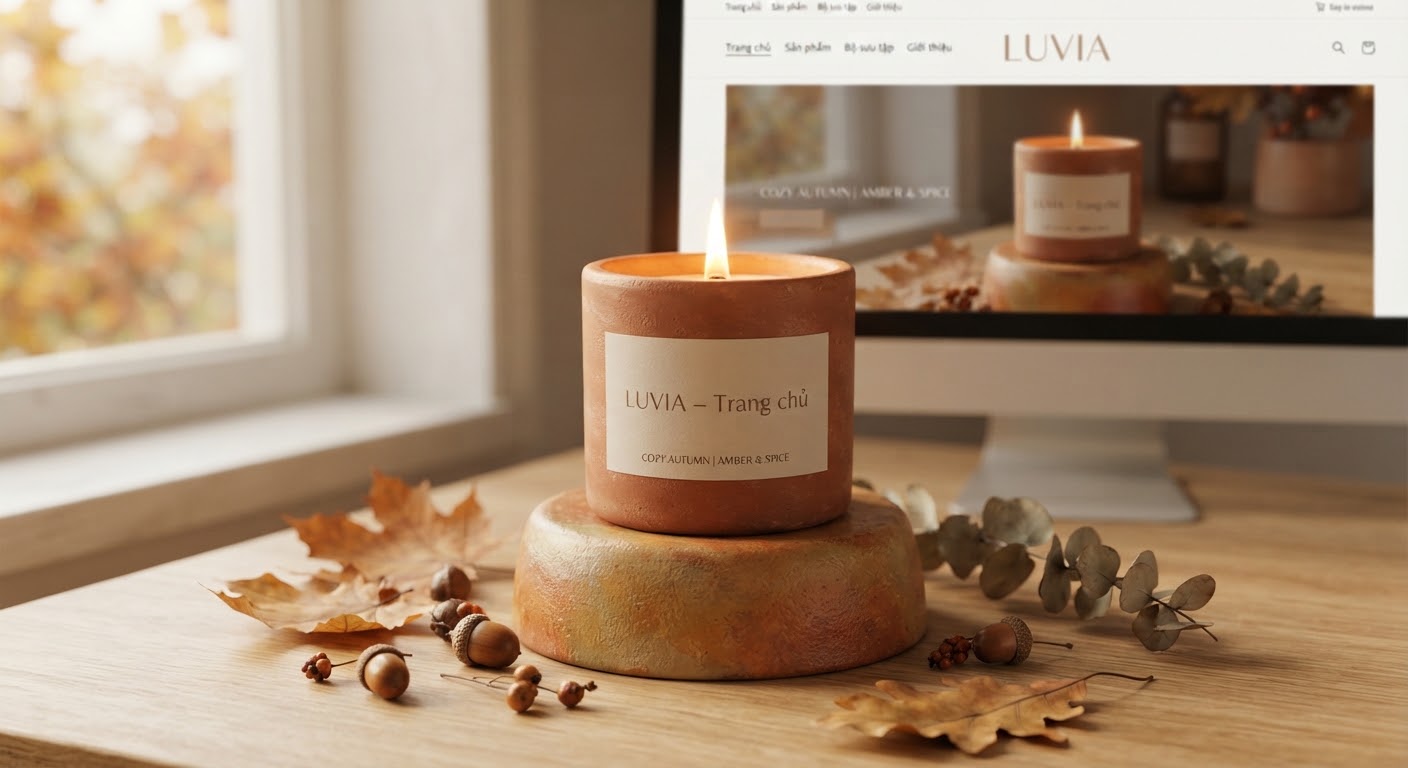 Trang chủ Sản phẩm Bộ sưu tập Giới thiệu
Trang chủ Sản phẩm Bộ sưu tập Giới thiệu
LUVIA
COZY AUTUMN | AMBER & SPICE
LUVIA – Trang chủ
LUVIA – Trang chủ
COPY AUTUMN | AMBER & SPICE